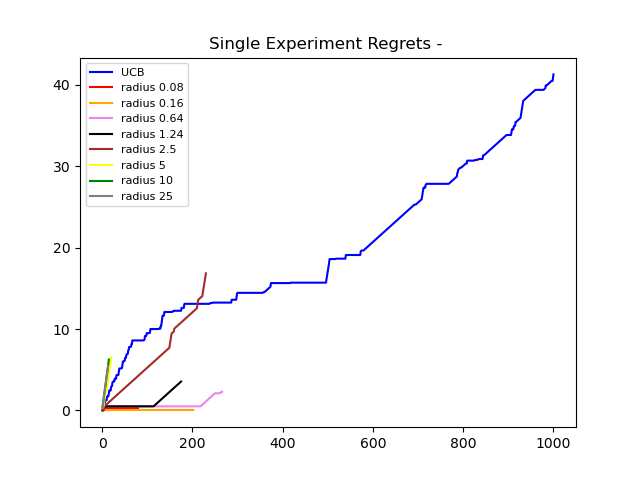 Single Experiment Regrets -
UCB
radius 0.08
radius 0.16
radius 0.64
radius 1.24
radius 2.5
radius 5
radius 10
radius 25
40
30
20
10
0
0 200 400 600 800 1000